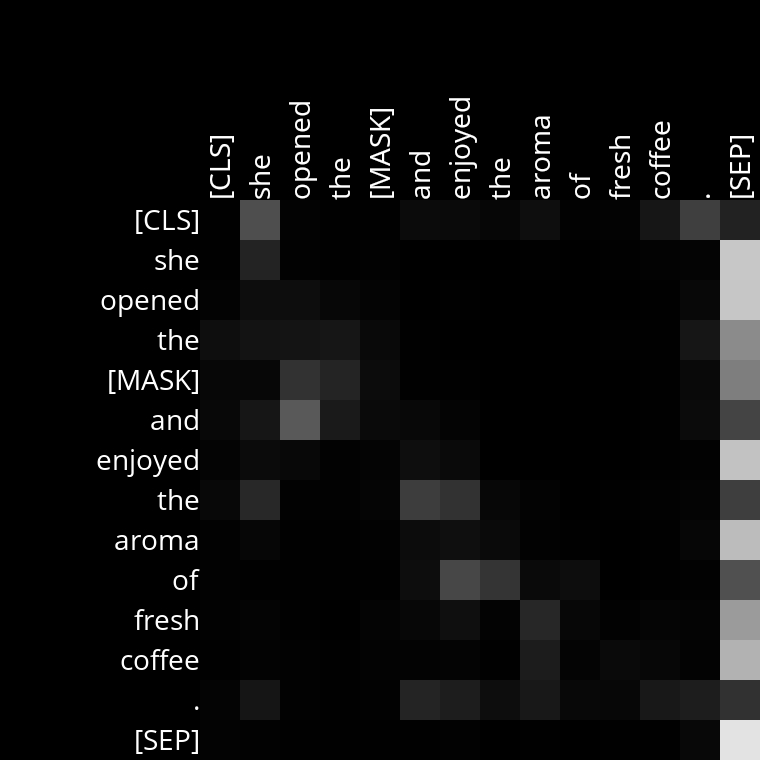 [CLS] she opened the [MASK] and enjoyed the aroma of fresh coffee . [SEP]
[CLS]
she
opened
the
[MASK]
and
enjoyed
the
aroma
of
fresh
coffee
.
[SEP]